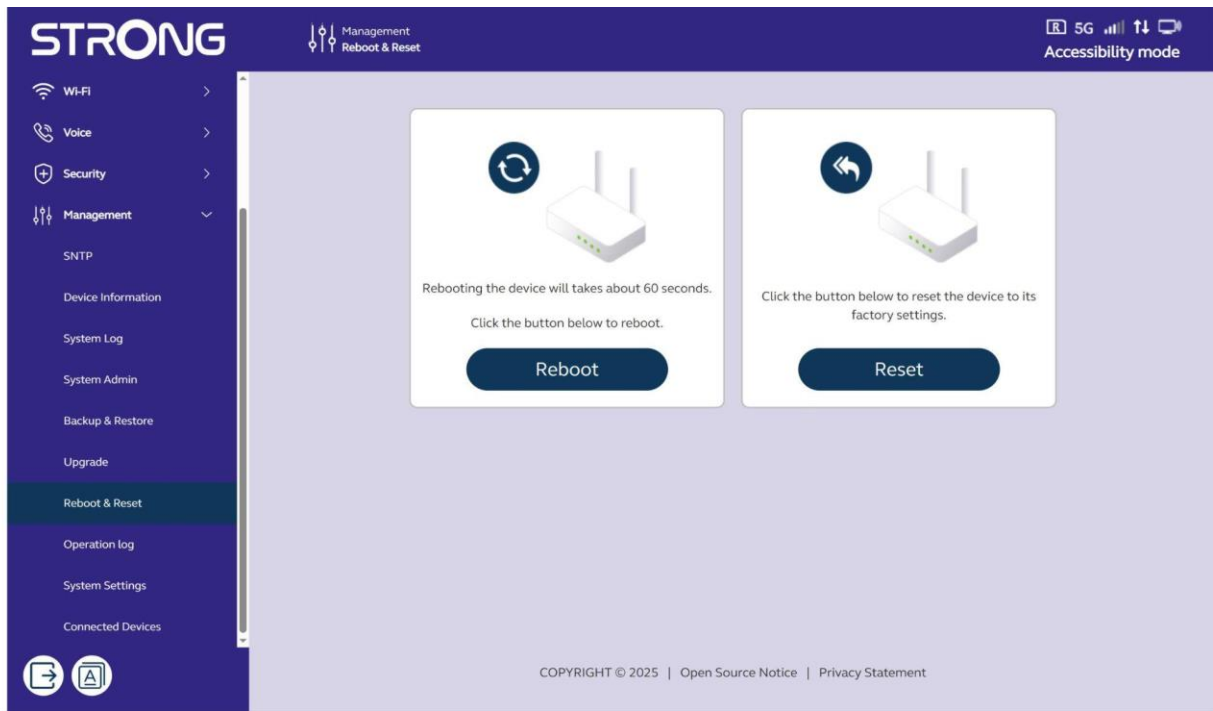 STRONG
Management
Reboot & Reset
R 5G
Accessibility mode
Wi-Fi
Voice
Security
Management
SNTP
Device Information
System Log
System Admin
Backup & Restore
Upgrade
Reboot & Reset
Operation log
System Settings
Connected Devices
A
Rebooting the device will takes about 60 seconds.
Click the button below to reboot.
Reboot
Click the button below to reset the device to its
factory settings.
Reset
COPYRIGHT © 2025 | Open Source Notice | Privacy Statement